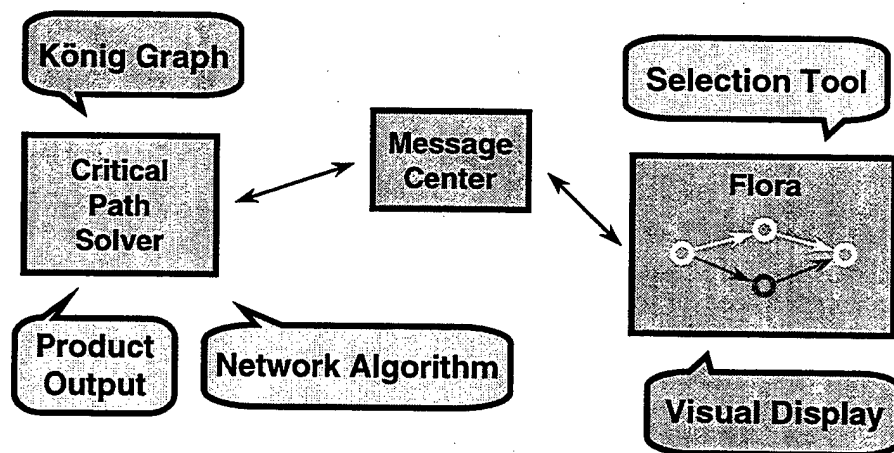 König Graph
Selection Tool
Message
Center
Critical
Path
Solver
Flora
Product
Output
Network Algorithm
Visual Display